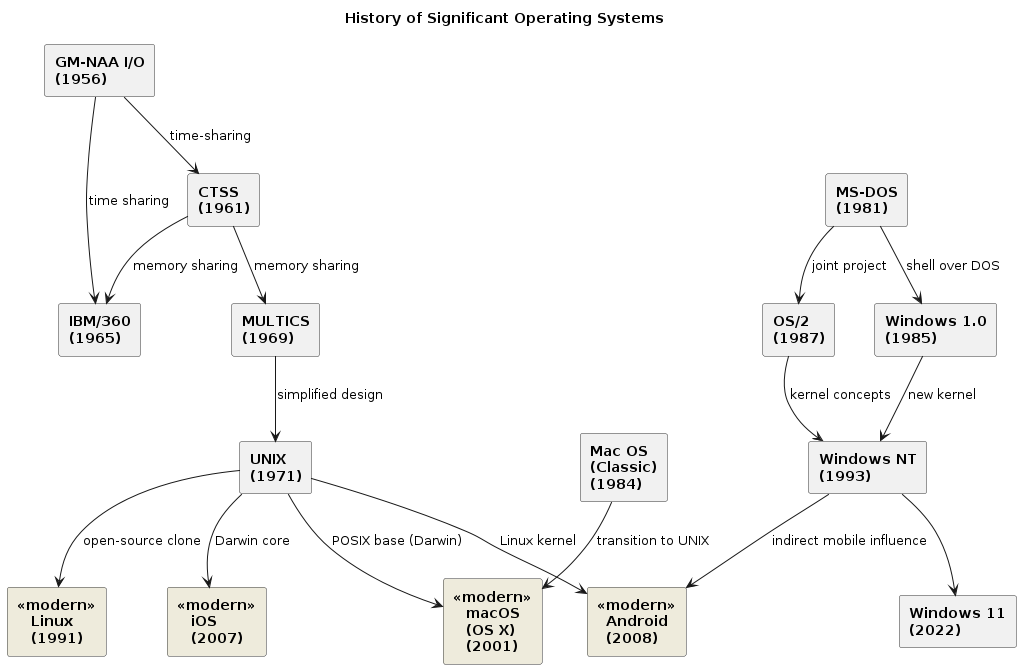 History of Significant Operating Systems
GM-NAA I/O
(1956)
time-sharing
CTSS
(1961)
MS-DOS
(1981)
time sharing
memory sharing
memory sharing
joint project
shell over DOS
IBM/360
(1965)
MULTICS
(1969)
OS/2
(1987)
Windows 1.0
(1985)
simplified design
kernel concepts
new kernel
UNIX
(1971)
Mac OS
(Classic)
(1984)
Windows NT
(1993)
open-source clone
Darwin core
POSIX base (Darwin)
Linux kernel
transition to UNIX
indirect mobile influence
«modern»
Linux
(1991)
«modern»
iOS
(2007)
«modern»
macOS
(OS X)
(2001)
«modern»
Android
(2008)
Windows 11
(2022)